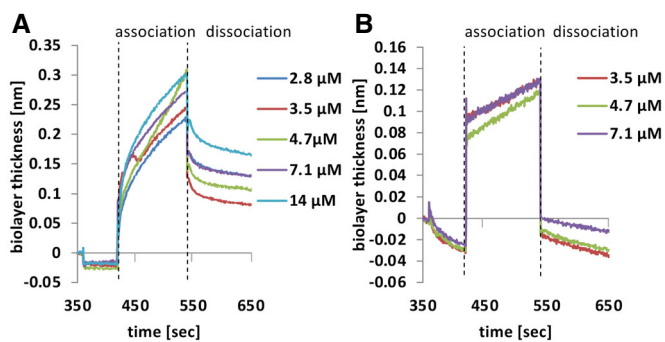 A
association dissociation
biolayer thickness [nm]
0.35
0.3
0.25
0.2
0.15
0.1
0.05
0
-0.05
350 450 550 650
time [sec]
2.8 µM
3.5 µM
4.7µM
7.1 µM
14 µM
B
association dissociation
biolayer thickness [nm]
0.16
0.14
0.12
0.1
0.08
0.06
0.04
0.02
0
-0.02
-0.04
-0.06
350 450 550 650
time [sec]
3.5 µM
4.7 µM
7.1 µM